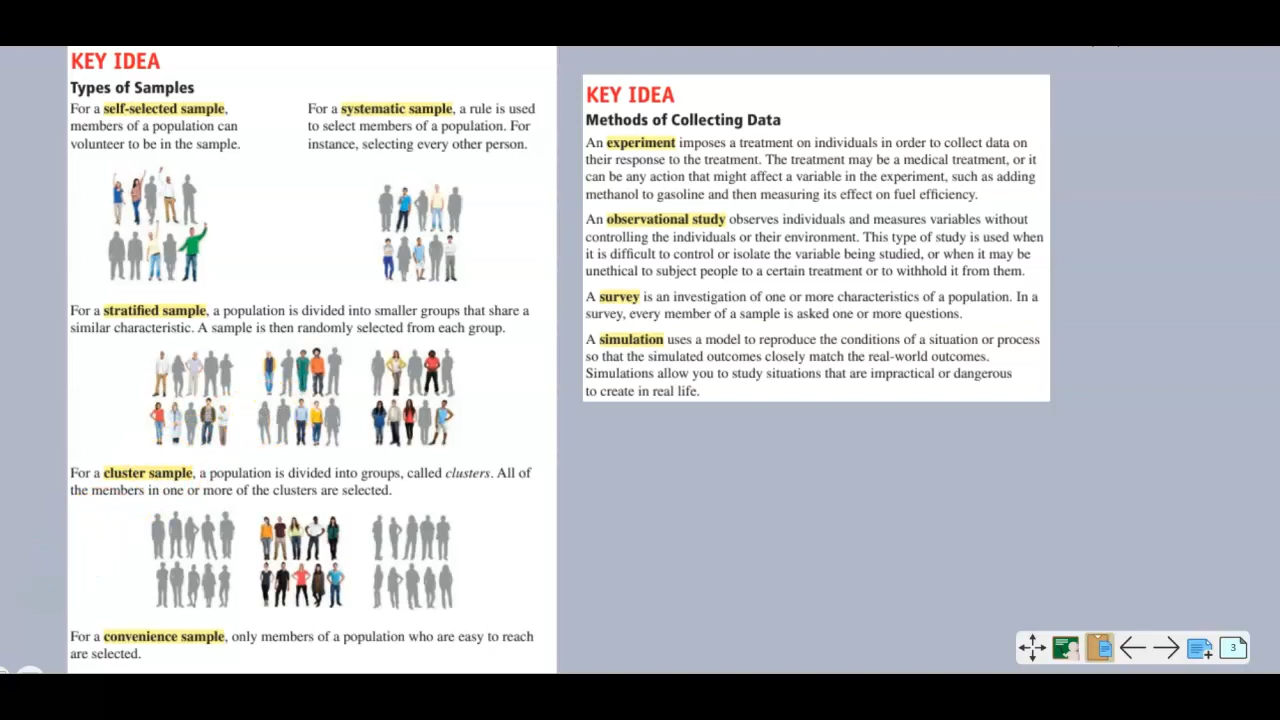 KEY IDEA
Types of Samples
For a self-selected sample,
members of a population can
volunteer to be in the sample.
For a systematic sample, a rule is used
to select members of a population. For
instance, selecting every other person.
For a stratified sample, a population is divided into smaller groups that share a
similar characteristic. A sample is then randomly selected from each group.
For a cluster sample, a population is divided into groups, called clusters. All of
the members in one or more of the clusters are selected.
For a convenience sample, only members of a population who are easy to reach
are selected.
KEY IDEA
Methods of Collecting Data
An experiment imposes a treatment on individuals in order to collect data on
their response to the treatment. The treatment may be a medical treatment, or it
can be any action that might affect a variable in the experiment, such as adding
methanol to gasoline and then measuring its effect on fuel efficiency.
An observational study observes individuals and measures variables without
controlling the individuals or their environment. This type of study is used when
it is difficult to control or isolate the variable being studied, or when it may be
unethical to subject people to a certain treatment or to withhold it from them.
A survey is an investigation of one or more characteristics of a population. In a
survey, every member of a sample is asked one or more questions.
A simulation uses a model to reproduce the conditions of a situation or process
so that the simulated outcomes closely match the real-world outcomes.
Simulations allow you to study situations that are impractical or dangerous
to create in real life.
3